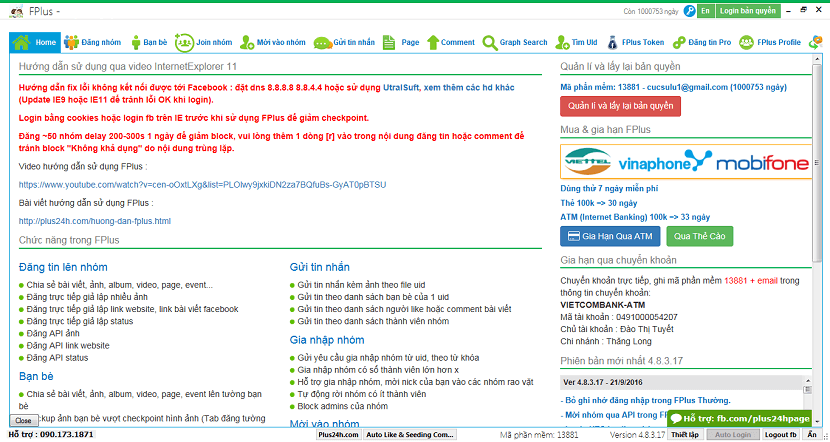 FPlus -
Còn 1000753 ngày
En
Login bản quyền
Home
Đăng nhóm
Bạn bè
Join nhóm
Mời vào nhóm
Gửi tin nhắn
Page
Comment
Graph Search
Tìm UId
FPlus Token
Đăng tin Pro
FPlus Profile
Hướng dẫn sử dụng qua video InternetExplorer 11
Hướng dẫn fix lỗi không kết nối được tới Facebook : đặt dns 8.8.8.8 8.8.4.4 hoặc sử dụng UtralSuft, xem thêm các hd khác
(Update IE9 hoặc IE11 để tránh lỗi OK khi login).
Login bằng cookies hoặc login fb trên IE trước khi sử dụng FPlus để giảm checkpoint.
Đăng ~50 nhóm delay 200-300s 1 ngày để giảm block, vui lòng thêm 1 dòng [r] vào trong nội dung đăng tin hoặc comment để
tránh block "Không khả dụng" do nội dung trùng lặp.
Video hướng dẫn sử dụng FPlus :
https://www.youtube.com/watch?v=cen-oOxtLXg&list=PLOlwy9jxkiDN2za7BQfuBs-GyAT0pBTSU
Bài viết hướng dẫn sử dụng FPlus :
http://plus24h.com/huong-dan-fplus.html
Chức năng trong FPlus
Đăng tin lên nhóm
Chia sẻ bài viết, ảnh, album, video, page, event...
Đăng trực tiếp giả lập nhiều ảnh
Đăng trực tiếp giả lập link website, link bài viết facebook
Đăng trực tiếp giả lập status
Đăng API ảnh
Đăng API link website
Đăng API status
Bạn bè
Chia sẻ bài viết, ảnh, album, video, page, event lên tường bạn
bè
ckup ảnh bạn bè vượt checkpoint hình ảnh (Tab đăng tường
Close
Gửi tin nhắn
Gửi tin nhắn kèm ảnh theo file uid
Gửi tin theo danh sách bạn bè của 1 uid
Gửi tin theo danh sách người like hoặc comment bài viết
Gửi tin theo danh sách thành viên nhóm
Gia nhập nhóm
Gửi yêu cầu gia nhập nhóm từ uid, theo từ khóa
Gia nhập nhóm có số thành viên lớn hơn x
Hỗ trợ gia nhập nhóm, mời nick của bạn vào các nhóm rao vặt
Tự động rời nhóm có ít thành viên
Block admins của nhóm
Mời vào nhóm
Quản lí và lấy lại bản quyền
Mã phần mềm: 13881 - cucsulu1@gmail.com (1000753 ngày)
Quản lí và lấy lại bản quyền
Mua & gia hạn FPlus
VIETTEL
vinaphone
mobifone
Dùng thử 7 ngày miễn phí
Thẻ 100k => 30 ngày
ATM (Internet Banking) 100k => 33 ngày
Gia Hạn Qua ATM
Qua Thẻ Cào
Gia hạn qua chuyển khoản
Chuyển khoản trực tiếp, ghi mã phần mềm 13881 + email trong
thông tin chuyển khoản:
VIETCOMBANK-ATM
Mã tài khoản : 0491000054207
Chủ tài khoản : Đào Thị Tuyết
Chi nhánh : Thăng Long
Phiên bản mới nhất 4.8.3.17
Ver 4.8.3.17 - 21/9/2016
- Bỏ ghi nhớ đăng nhập trong FPlus Thường.
- Mời nhóm qua API trong FP
Hỗ trợ: fb.com/plus24hpage
Hỗ trợ : 090.173.1871
Plus24h.com
Auto Like & Seeding Com...
Mã phần mềm: 13881
Version 4.8.3.17
Thiết lập
Auto Login
Logout fb
Ẩn